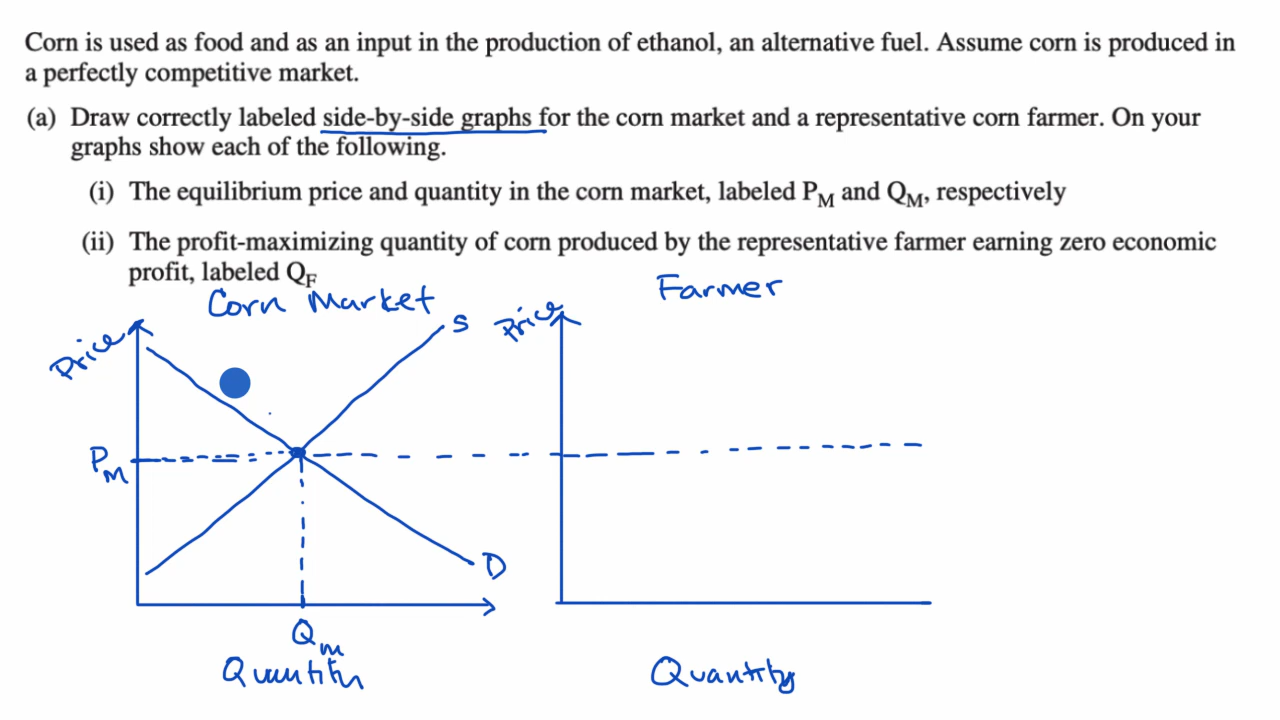 Corn is used as food and as an input in the production of ethanol, an alternative fuel. Assume corn is produced in
a perfectly competitive market.
(a) Draw correctly labeled side-by-side graphs for the corn market and a representative corn farmer. On your
graphs show each of the following.
(i) The equilibrium price and quantity in the corn market, labeled PM and QM, respectively
(ii) The profit-maximizing quantity of corn produced by the representative farmer earning zero economic
profit, labeled QF
Corn Market
Farmer
Price
S
Price
PM
D
Qm
Quantity
Quantity